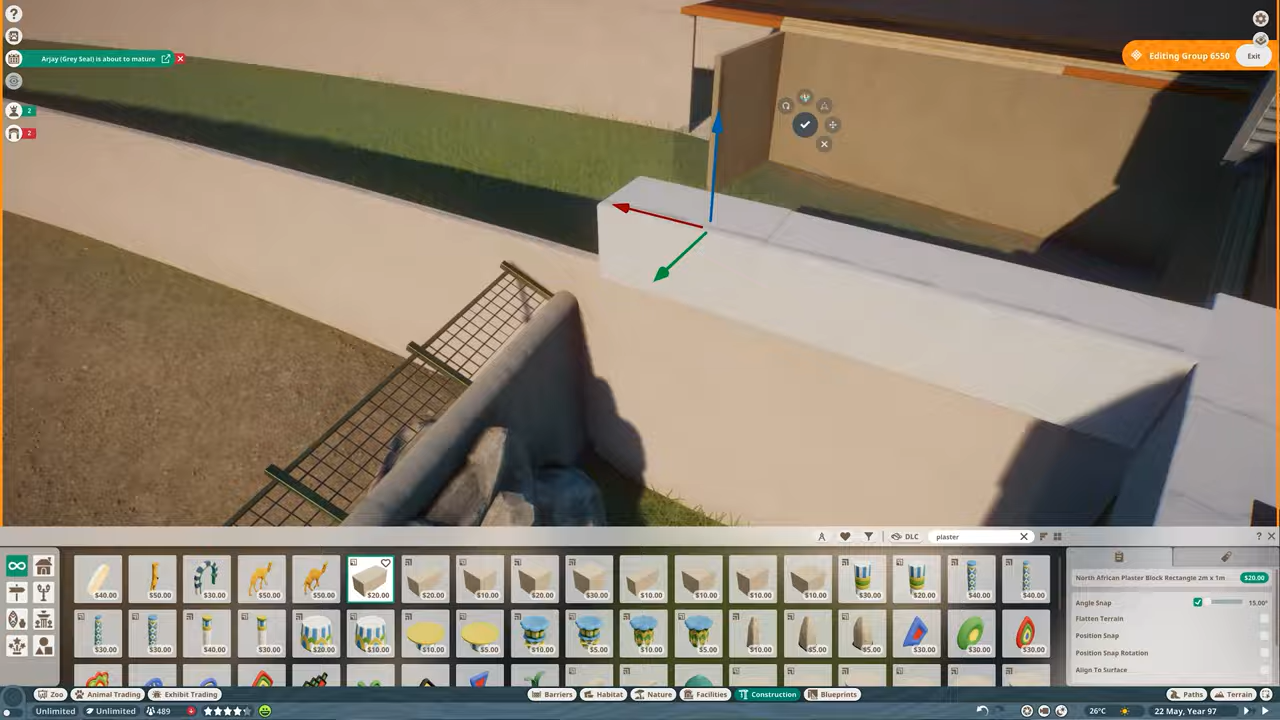 ?
Arjay (Grey Seal) is about to mature
2
2
Editing Group 6550
Exit
DLC
plaster
?
$40.00
$50.00
$30.00
$50.00
$50.00
$20.00
$20.00
$10.00
$20.00
$30.00
$10.00
$10.00
$10.00
$10.00
$30.00
$10.00
$40.00
$40.00
$30.00
$30.00
$40.00
$30.00
$20.00
$10.00
$10.00
$5.00
$10.00
$5.00
$10.00
$5.00
$10.00
$5.00
$10.00
$30.00
$30.00
$30.00
North African Plaster Block Rectangle 2m x 1m
$20.00
Angle Snap
15.00°
Flatten Terrain
Position Snap
Position Snap Rotation
Align To Surface
Zoo
Animal Trading
Exhibit Trading
Barriers
Habitat
Nature
Facilities
Construction
Blueprints
Paths
Terrain
Unlimited
Unlimited
489
26°C
22 May, Year 97